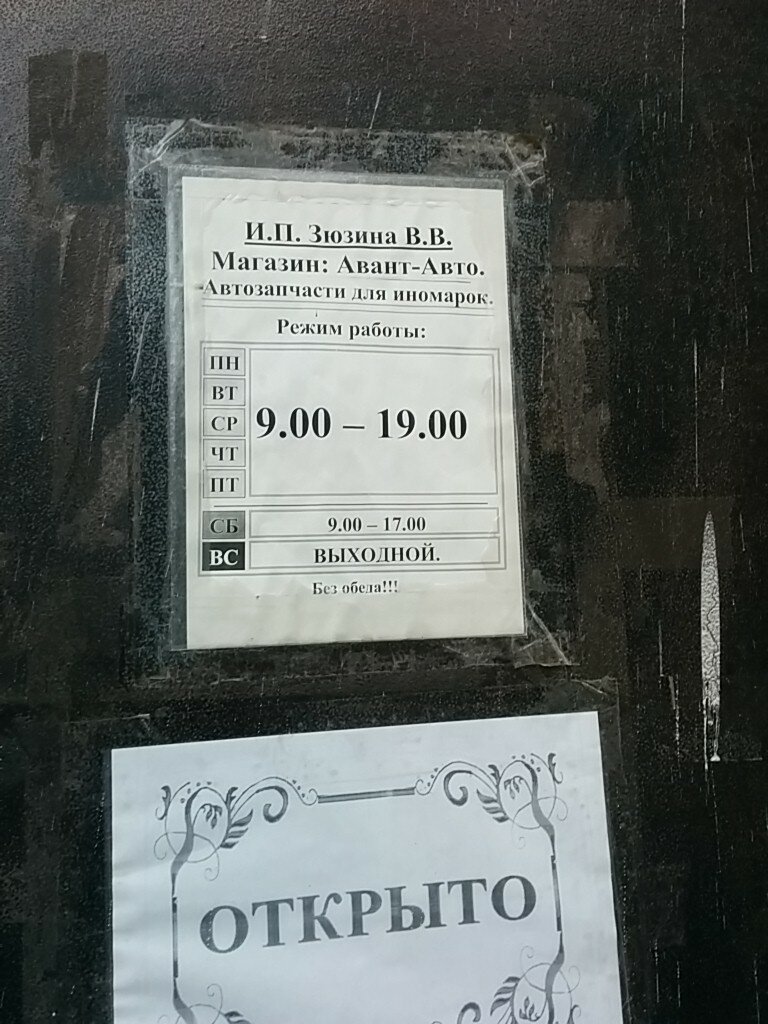 И.П. Зюзина В.В.
Магазин: Авант-Авто.
Автозапчасти для иномарок.
Режим работы:
ПН
ВТ
СР 9.00 – 19.00
ЧТ
ПТ
СБ 9.00 – 17.00
ВС ВЫХОДНОЙ.
Без обеда!!!
ОТКРЫТО